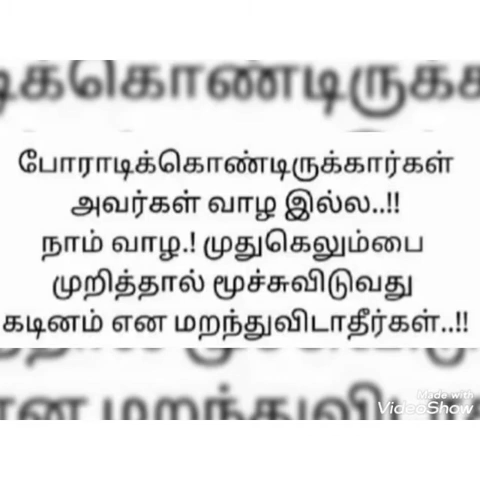 போராடிக்கொண்டிருக்கார்கள்
அவர்கள் வாழ இல்ல..!!
நாம் வாழ.! முதுகெலும்பை
முறித்தால் மூச்சுவிடுவது
கடினம் என மறந்துவிடாதீர்கள்..!!
Made with
VideoShow